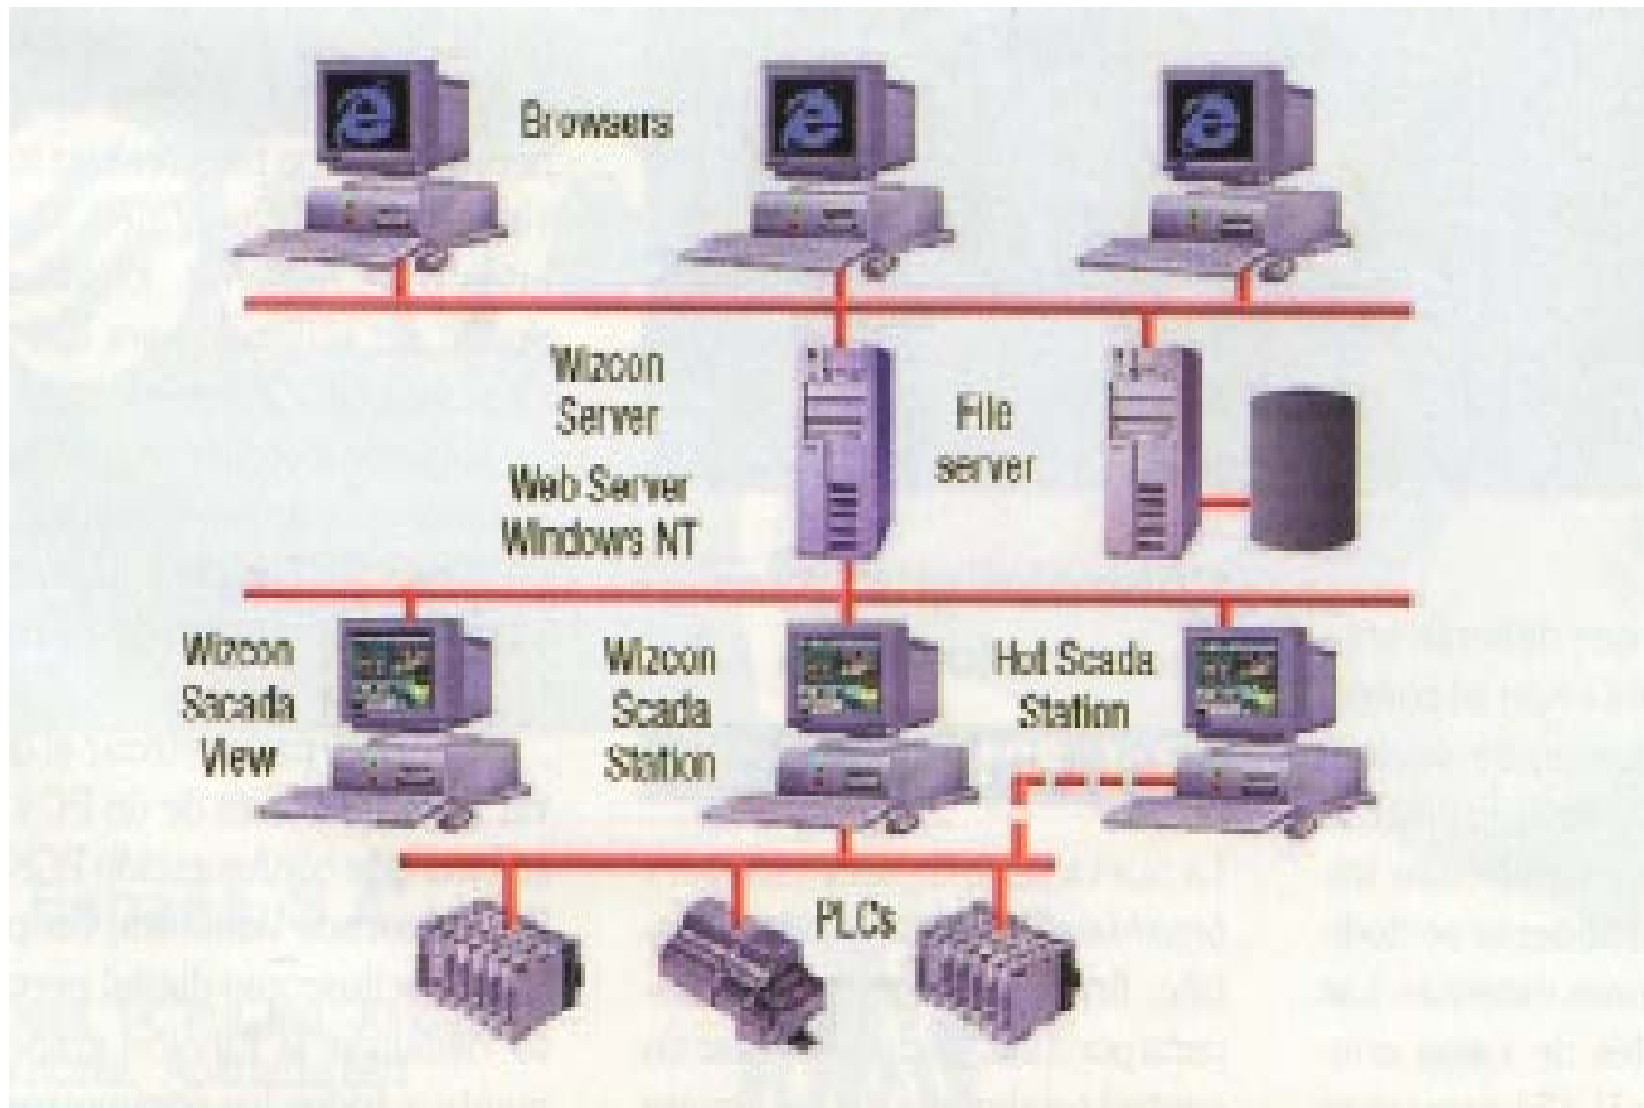 Browsers
Wizcon
Server
Web Server
Windows NT
File
server
Wizcon
Sacada
View
Wizcon
Scada
Station
Hot Scada
Station
PLCs